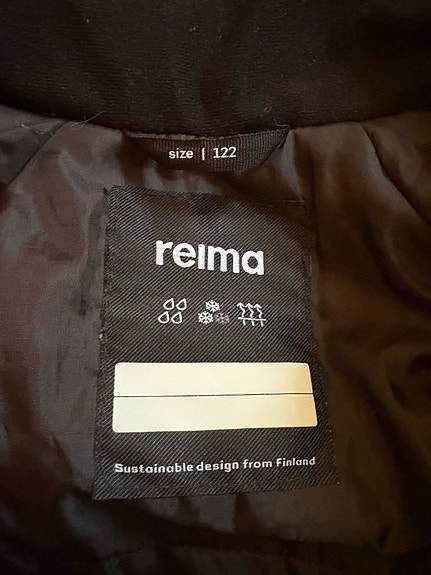 size | 122
reima
Sustainable design from Finland